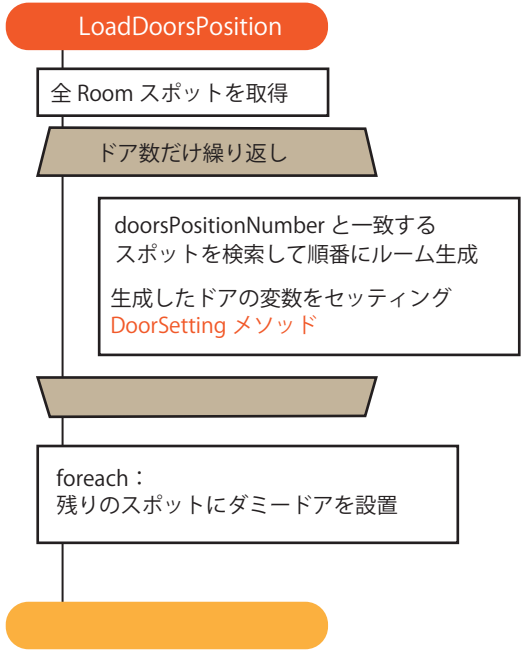 LoadDoorsPosition
全 Room スポットを取得
ドア数だけ繰り返し
doorsPositionNumber と一致する
スポットを検索して順番にルーム生成
生成したドアの変数をセッティング
DoorSetting メソッド
foreach：
残りのスポットにダミードアを設置